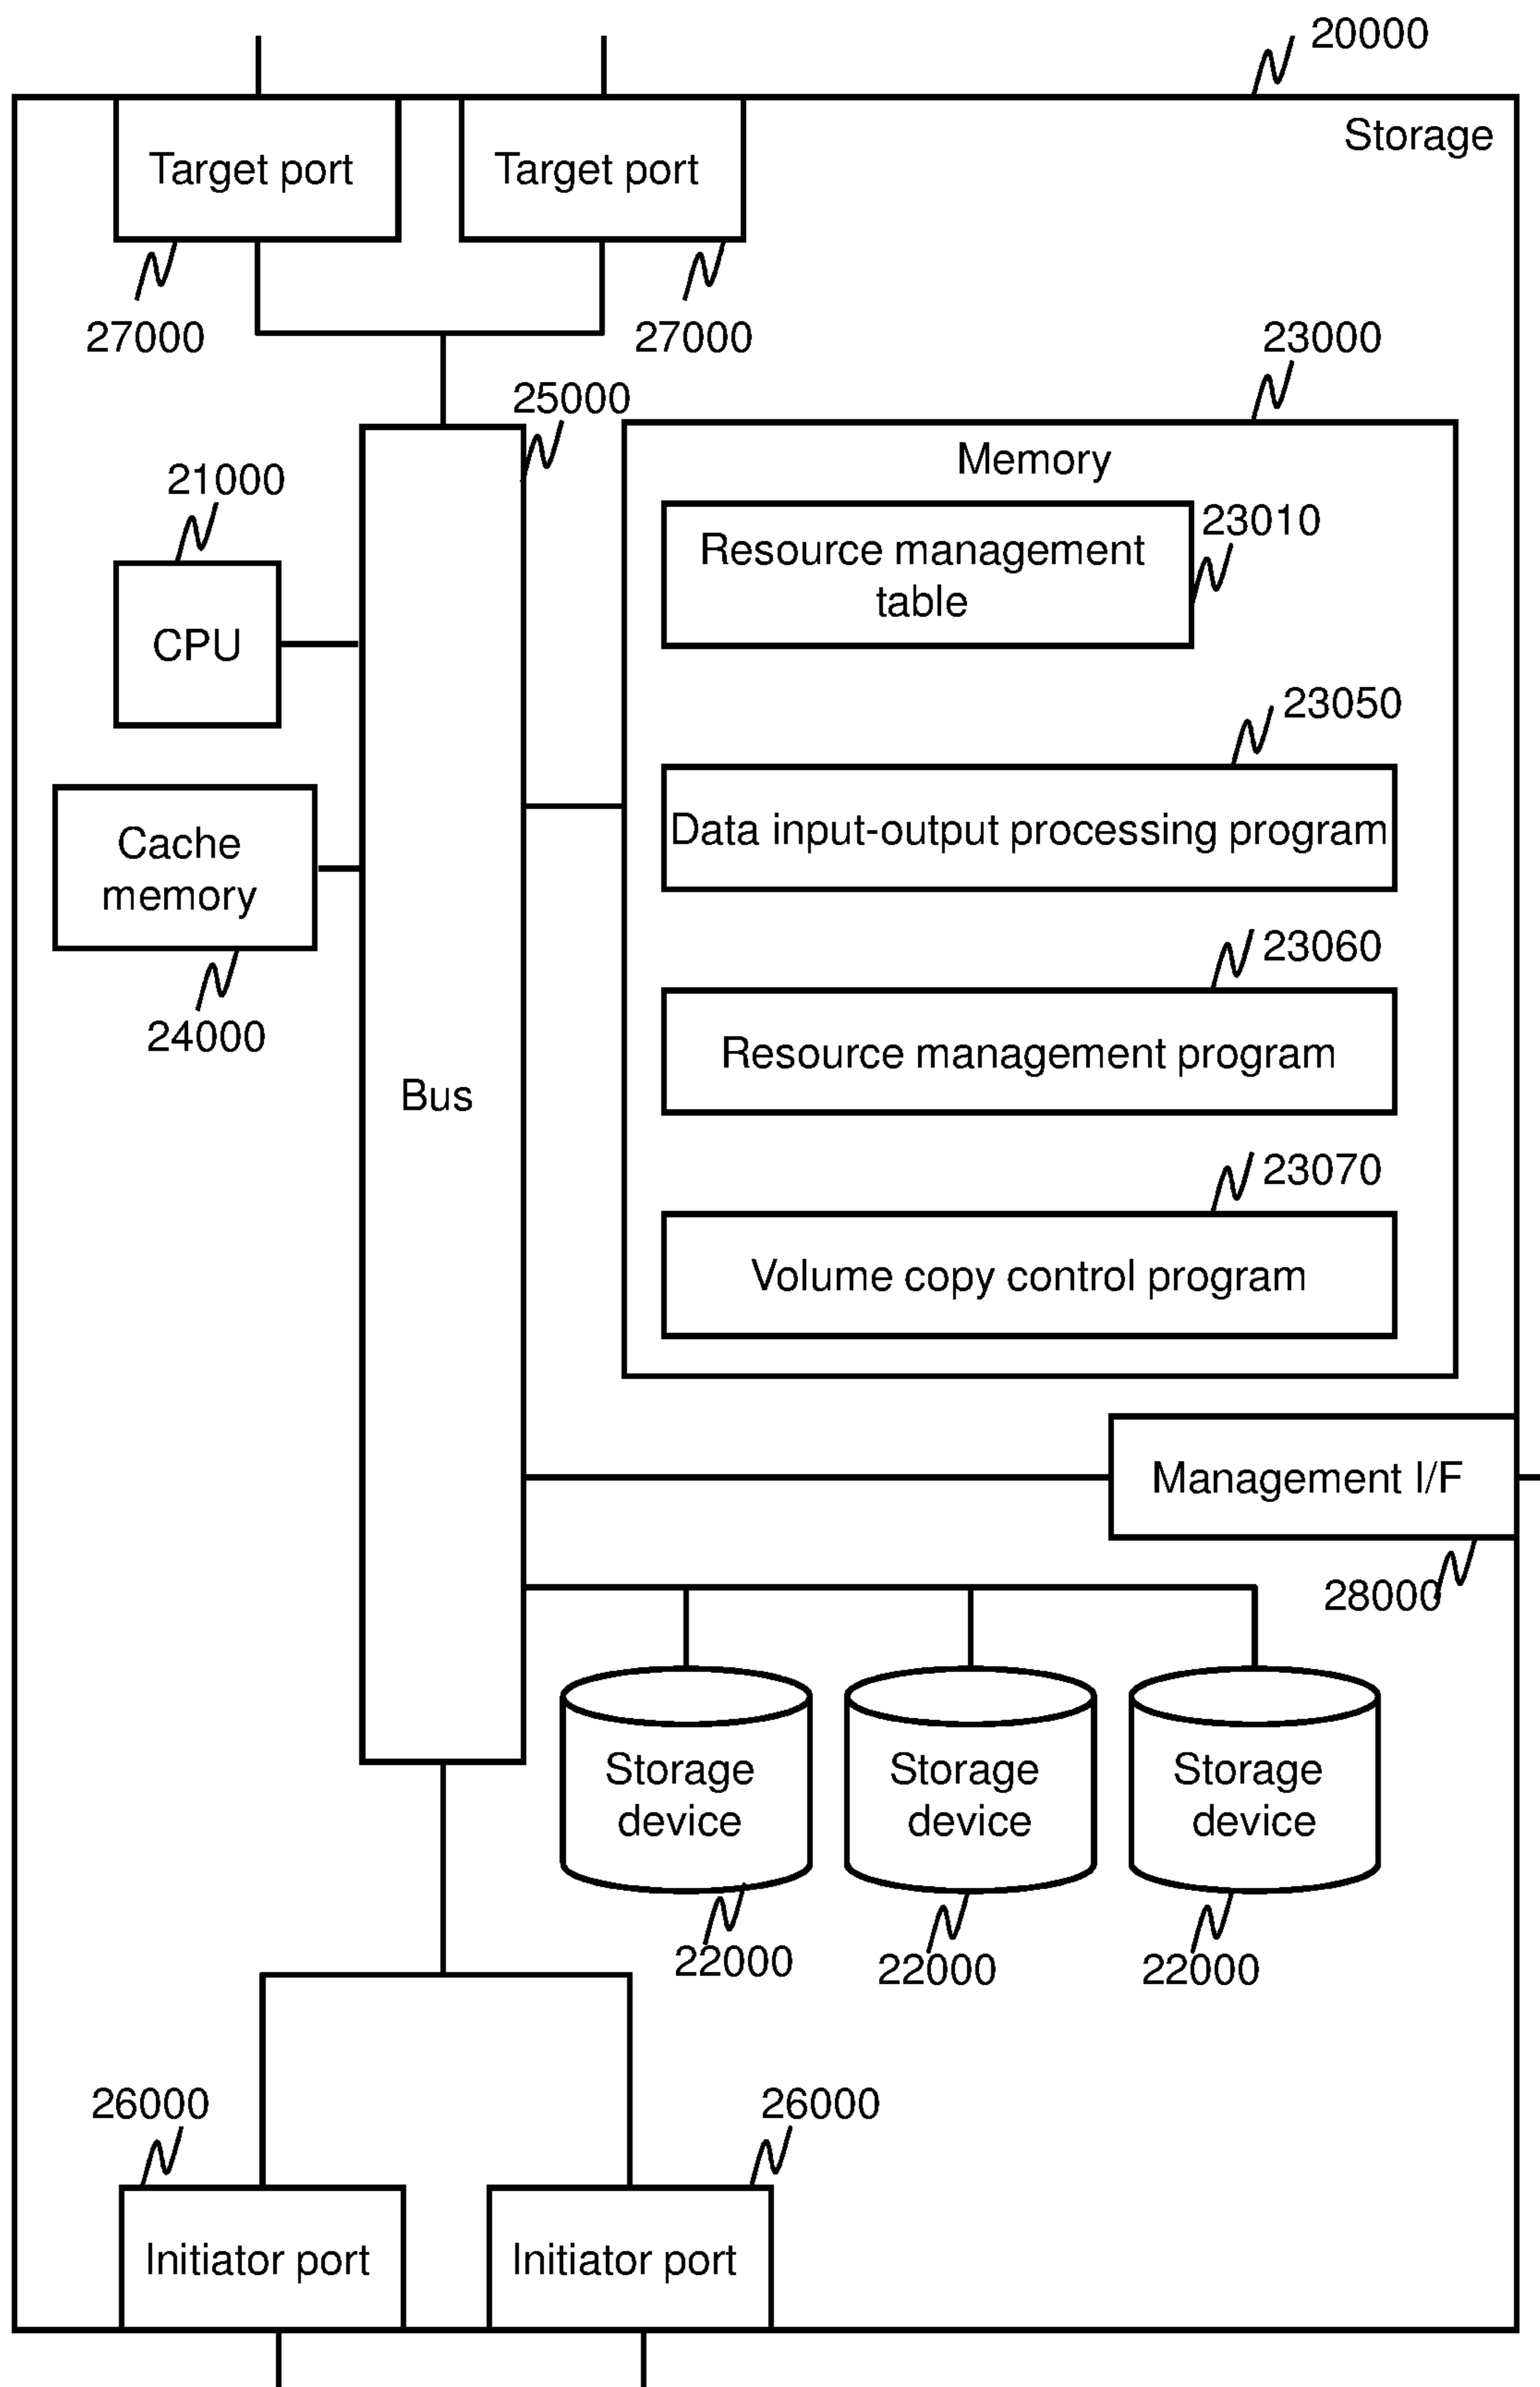 20000
Storage
Target port
Target port
27000
27000
23000
25000
Memory
21000
23010
Resource management
table
CPU
23050
Data input-output processing program
Cache
memory
23060
24000
Resource management program
Bus
23070
Volume copy control program
Management I/F
28000
Storage
device
Storage
device
Storage
device
22000
22000
22000
26000
26000
Initiator port
Initiator port